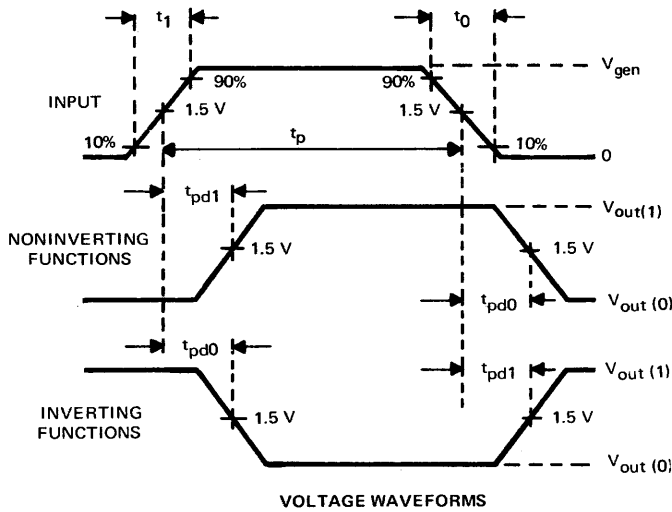 t1
t0
Vgen
90%
90%
INPUT
1.5 V
1.5 V
tp
10%
10%
0
tpd1
Vout(1)
NONINVERTING
FUNCTIONS
1.5 V
1.5 V
tpd0
Vout (0)
tpd0
tpd1
Vout (1)
INVERTING
FUNCTIONS
1.5 V
1.5 V
Vout (0)
VOLTAGE WAVEFORMS